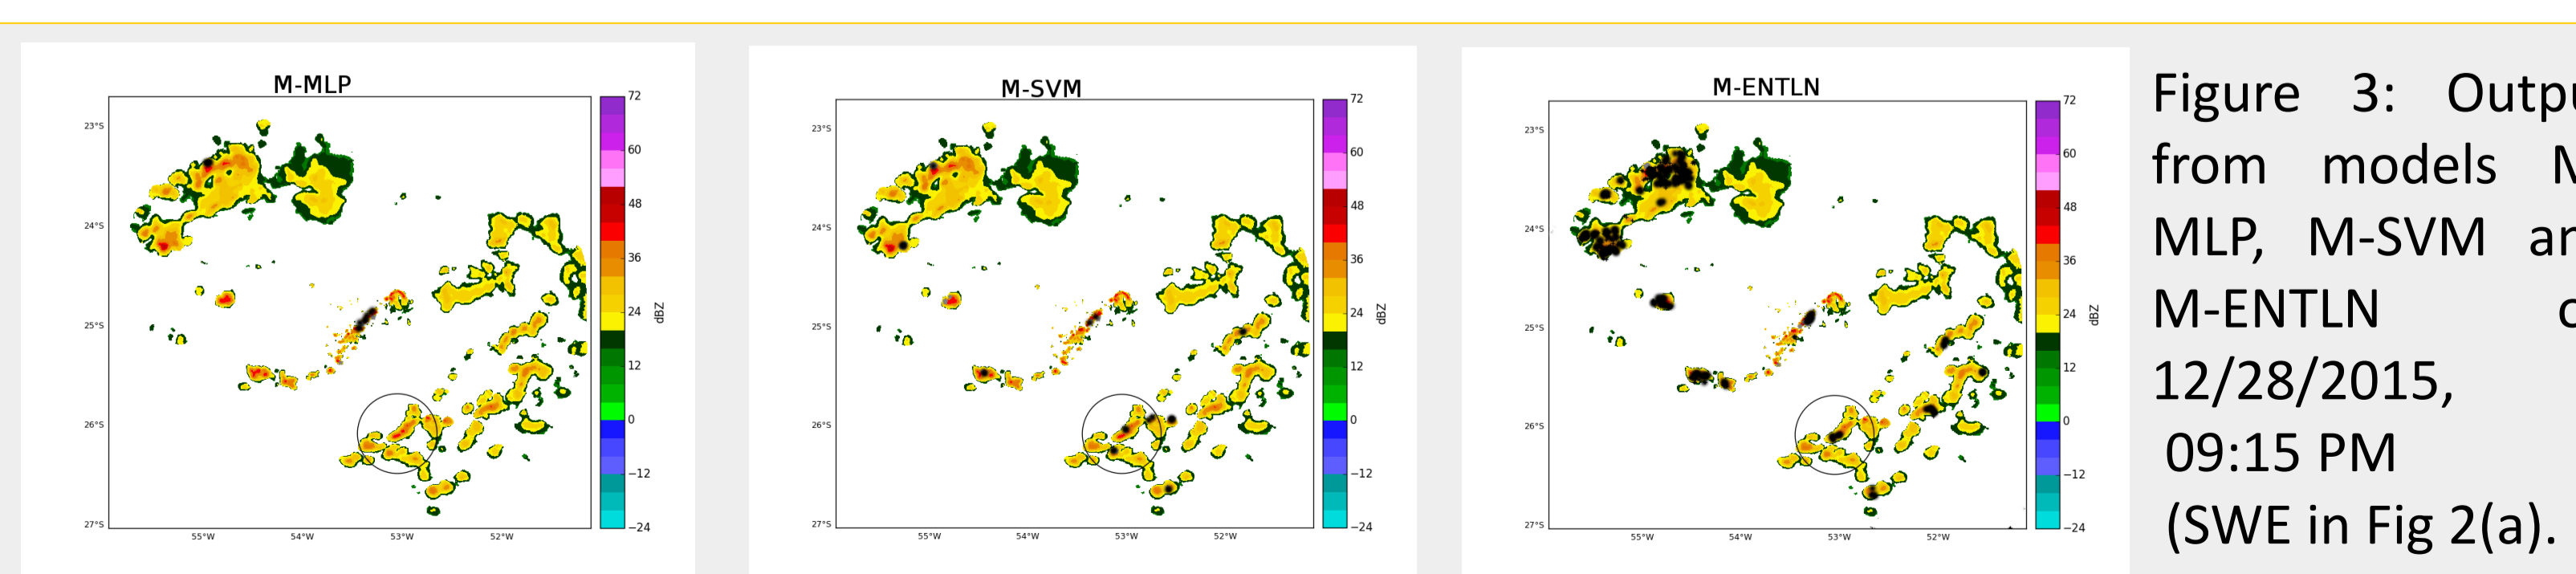 M-MLP
23°S
24°S
25°S
26°S
27°S
55°W 54°W 53°W 52°W
72
60
48
36
24
12
0
−12
−24
dBZ
M-SVM
23°S
24°S
25°S
26°S
27°S
55°W 54°W 53°W 52°W
72
60
48
36
24
12
0
−12
−24
dBZ
M-ENTLN
23°S
24°S
25°S
26°S
27°S
55°W 54°W 53°W 52°W
72
60
48
36
24
12
0
−12
−24
dBZ
Figure 3:
from models
MLP, M-SVM
M-ENTLN
12/28/2015,
09:15 PM
(SWE in Fig 2(a).